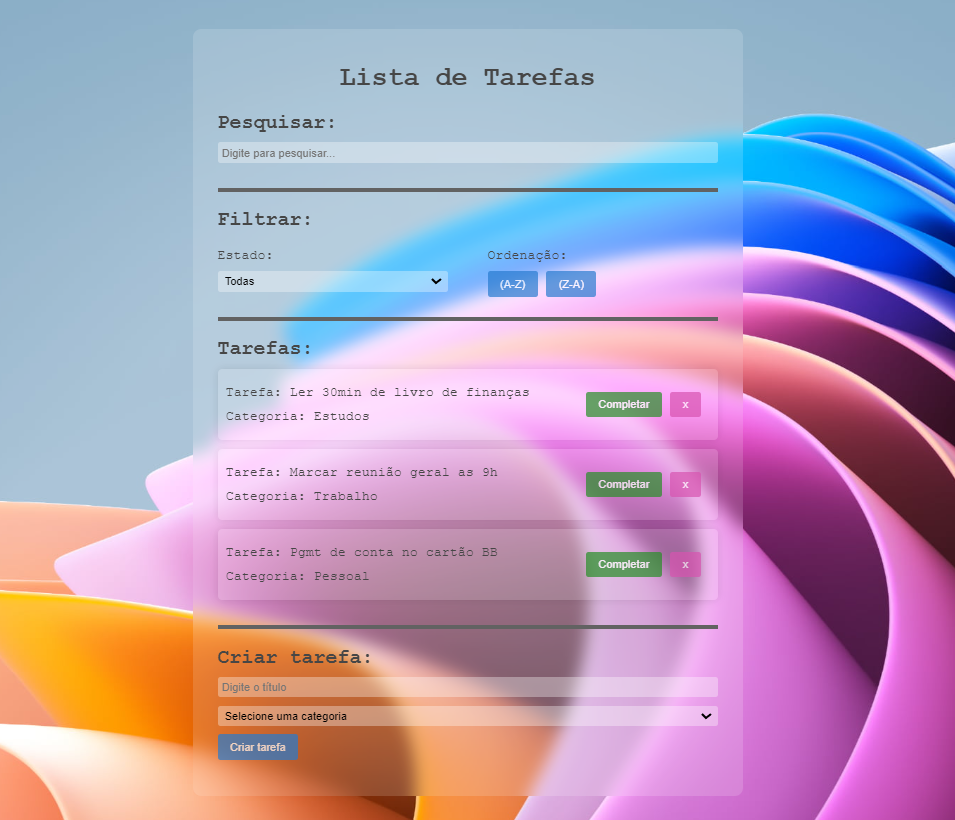 Lista de Tarefas
Pesquisar:
Digite para pesquisar...
Filtrar:
Estado:
Ordenação:
Todas
(A-Z)
(Z-A)
Tarefas:
Tarefa: Ler 30min de livro de finanças
Categoria: Estudos
Completar
x
Tarefa: Marcar reunião geral as 9h
Categoria: Trabalho
Completar
x
Tarefa: Pgmt de conta no cartão BB
Categoria: Pessoal
Completar
x
Criar tarefa:
Digite o título
Selecione uma categoria
Criar tarefa